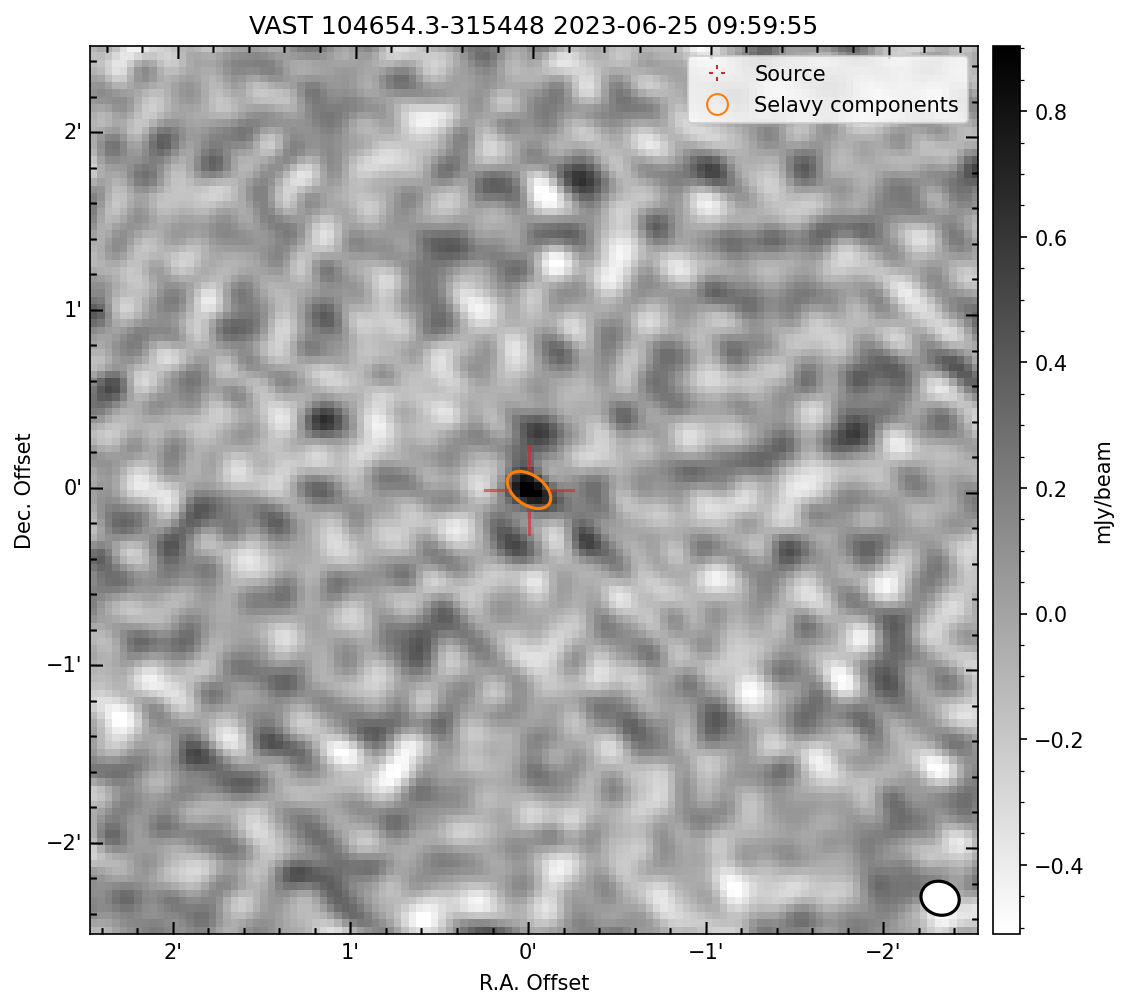 VAST 104654.3-315448 2023-06-25 09:59:55
Source
Selavy components
2'
1'
0'
−1'
−2'
Dec. Offset
2'
1'
0'
−1'
−2'
R.A. Offset
0.8
0.6
0.4
0.2
0.0
−0.2
−0.4
mJy/beam